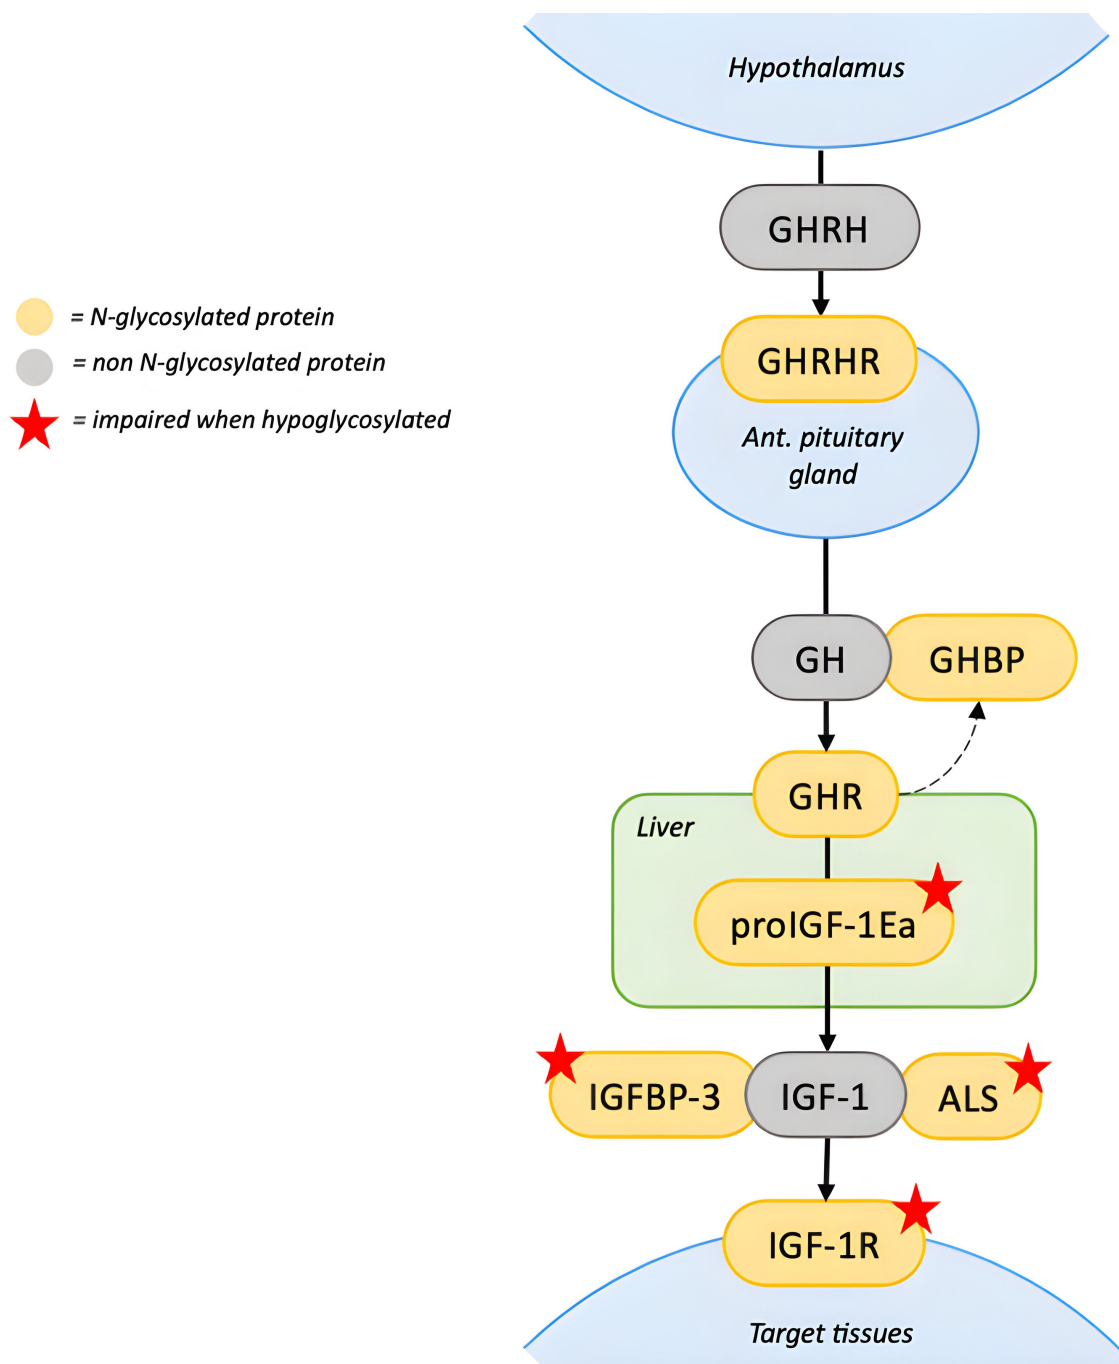 Hypothalamus
GHRH
= N-glycosylated protein
= non N-glycosylated protein
= impaired when hypoglycosylated
GHRHR
Ant. pituitary
gland
GH
GHBP
GHR
Liver
proIGF-1Ea
IGFBP-3
IGF-1
ALS
IGF-1R
Target tissues